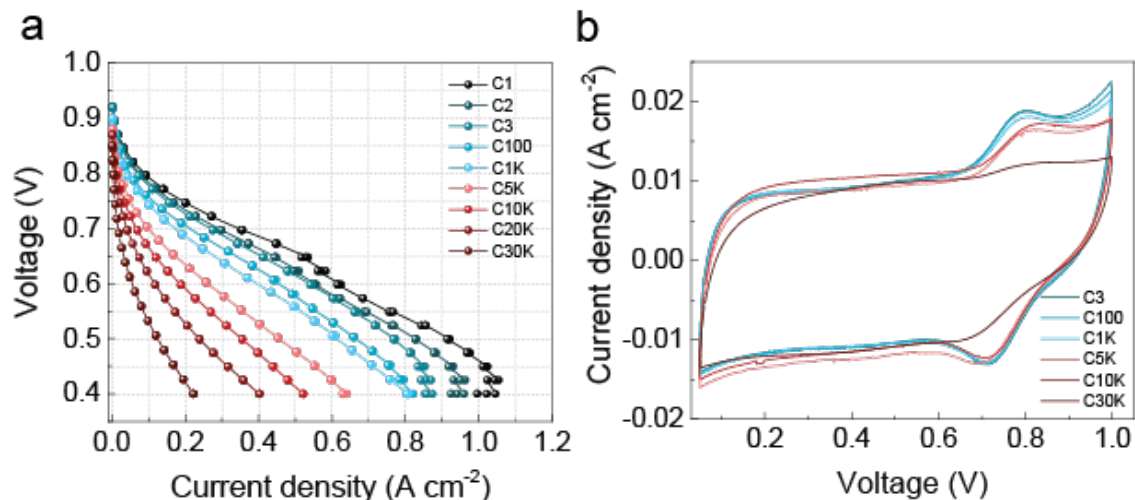 a
1.0
0.9
0.8
0.7
0.6
0.5
0.4
Voltage (V)
0.0 0.2 0.4 0.6 0.8 1.0 1.2
Current density (A cm⁻²)
C1
C2
C3
C100
C1K
C5K
C10K
C20K
C30K
b
0.02
0.01
0.00
-0.01
-0.02
Current density (A cm⁻²)
0.2 0.4 0.6 0.8 1.0
Voltage (V)
C3
C100
C1K
C5K
C10K
C30K